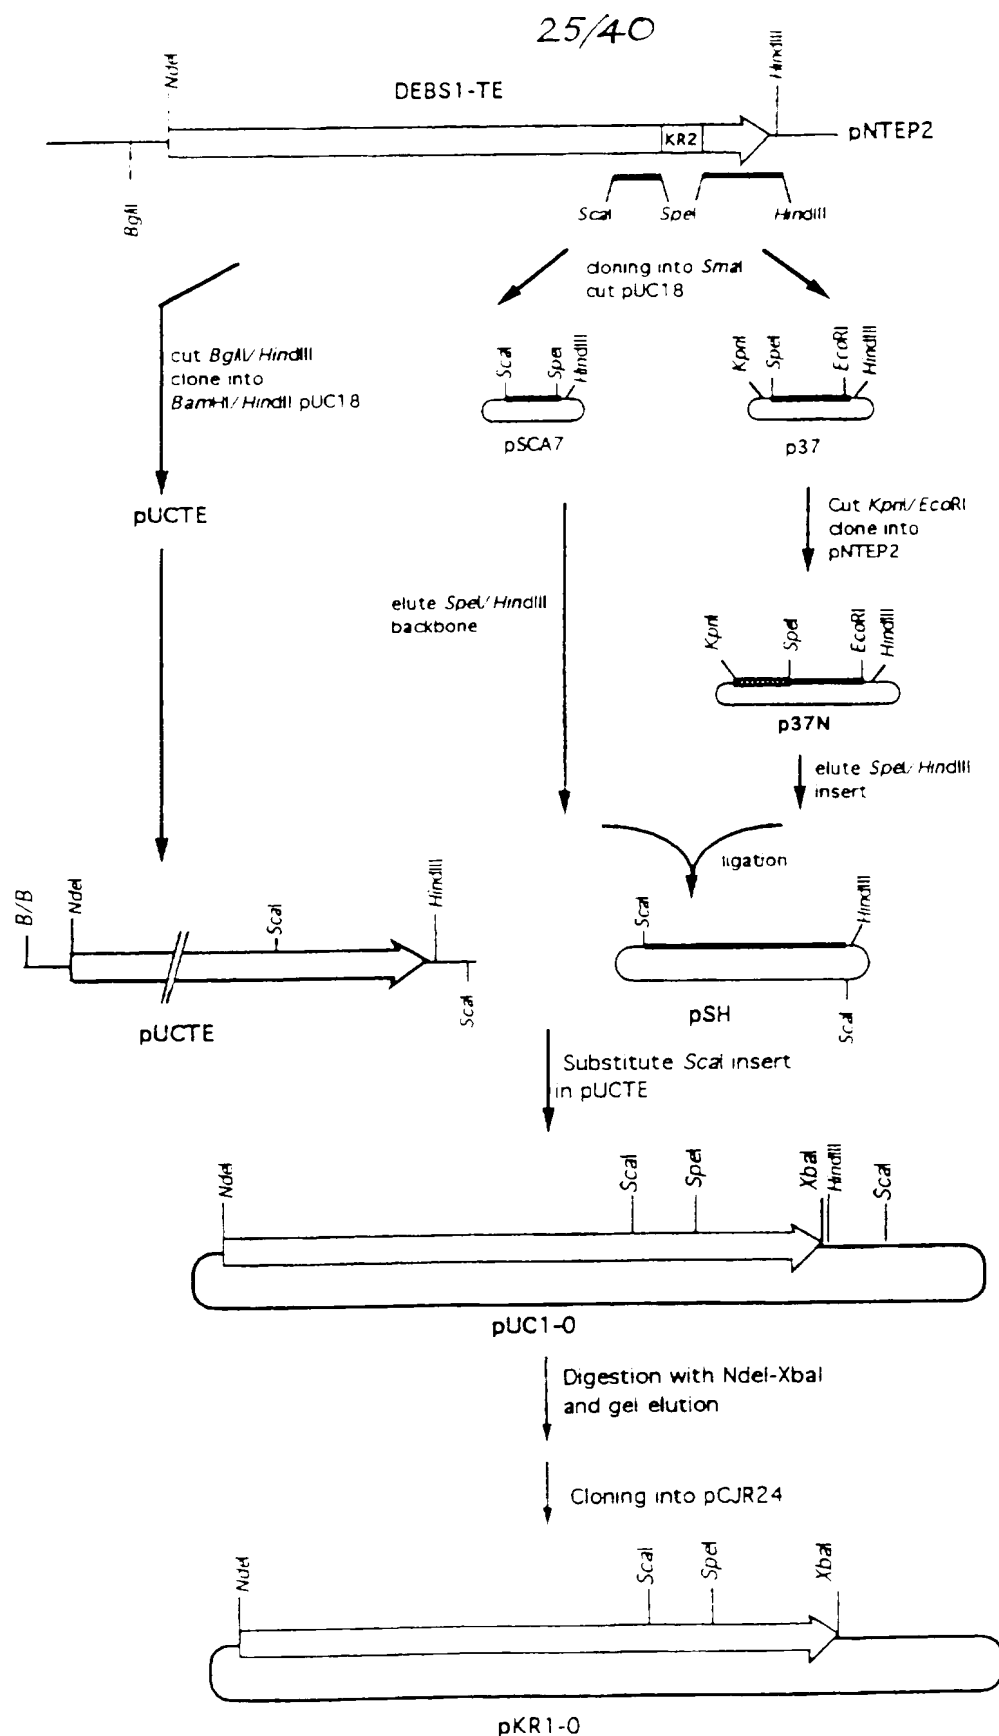 25/40
NdeI
HindIII
DEBS1-TE
KR2
pNTEP2
BglII
ScaI
SpeI
HindIII
cloning into SmaI
cut pUC18
cut BglII/HindIII
clone into
BamHI/HindII pUC18
ScaI
SpeI
HindIII
pSCA7
KpnI
SpeI
EcoRI
HindIII
p37
pUCTE
Cut KpnI/EcoRI
clone into
pNTEP2
elute SpeI/HindIII
backbone
KpnI
SpeI
EcoRI
HindIII
p37N
elute SpeI/HindIII
insert
ligation
B/B
NdeI
ScaI
HindIII
ScaI
pUCTE
ScaI
HindIII
pSH
ScaI
Substitute ScaI insert
in pUCTE
NdeI
ScaI
SpeI
XbaI
HindIII
ScaI
pUC1-0
Digestion with NdeI-XbaI
and gel elution
Cloning into pCJR24
NdeI
ScaI
SpeI
XbaI
pKR1-0